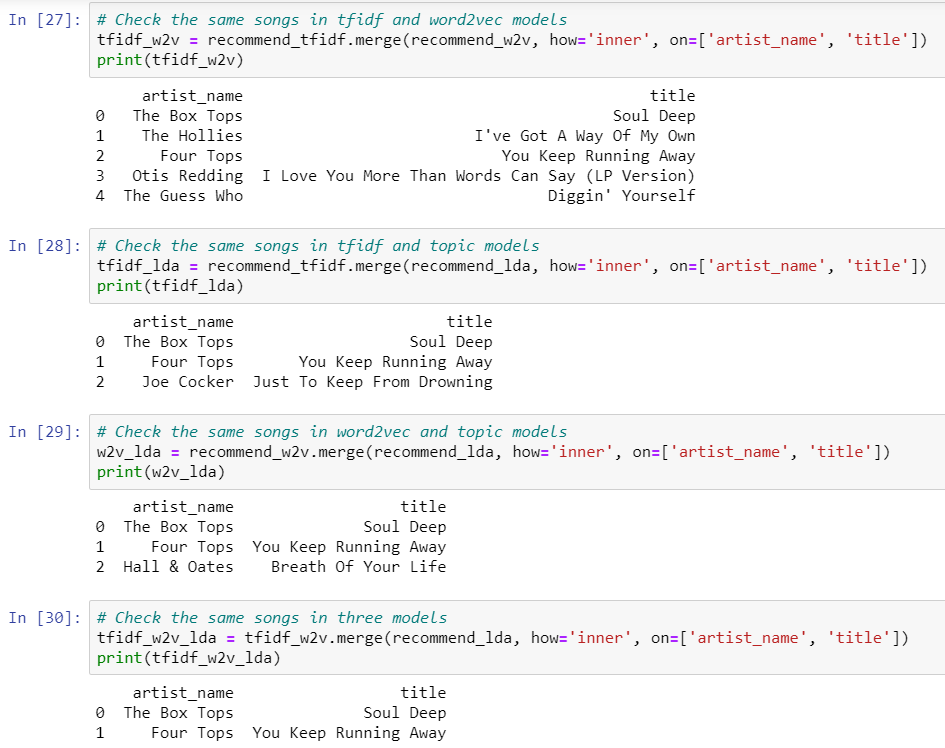 In [27]: # Check the same songs in tfidf and word2vec models
tfidf_w2v = recommend_tfidf.merge(recommend_w2v, how='inner', on=['artist_name', 'title'])
print(tfidf_w2v)
artist_name title
0 The Box Tops Soul Deep
1 The Hollies I've Got A Way Of My Own
2 Four Tops You Keep Running Away
3 Otis Redding I Love You More Than Words Can Say (LP Version)
4 The Guess Who Diggin' Yourself
In [28]: # Check the same songs in tfidf and topic models
tfidf_lda = recommend_tfidf.merge(recommend_lda, how='inner', on=['artist_name', 'title'])
print(tfidf_lda)
artist_name title
0 The Box Tops Soul Deep
1 Four Tops You Keep Running Away
2 Joe Cocker Just To Keep From Drowning
In [29]: # Check the same songs in word2vec and topic models
w2v_lda = recommend_w2v.merge(recommend_lda, how='inner', on=['artist_name', 'title'])
print(w2v_lda)
artist_name title
0 The Box Tops Soul Deep
1 Four Tops You Keep Running Away
2 Hall & Oates Breath Of Your Life
In [30]: # Check the same songs in three models
tfidf_w2v_lda = tfidf_w2v.merge(recommend_lda, how='inner', on=['artist_name', 'title'])
print(tfidf_w2v_lda)
artist_name title
0 The Box Tops Soul Deep
1 Four Tops You Keep Running Away